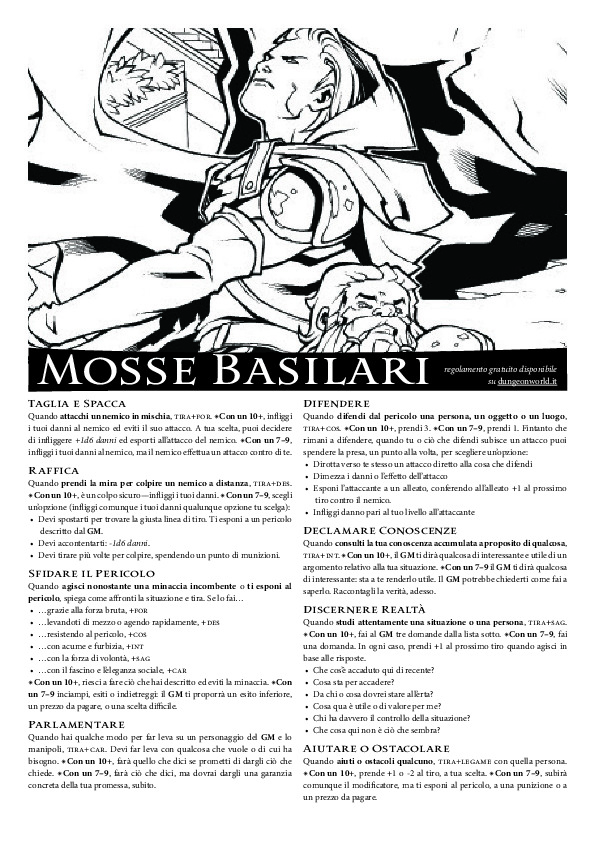 Mosse Basilari
regolamento gratuito disponibile
su dungeonworld.it
Taglia e Spacca
Quando attacchi un nemico in mischia, tira+for. ✴Con un 10+, infliggi
i tuoi danni al nemico ed eviti il suo attacco. A tua scelta, puoi decidere
di infliggere +1d6 danni ed esporti all'attacco del nemico. ✴Con un 7–9,
infliggi i tuoi danni al nemico, ma il nemico effettua un attacco contro di te.
Raffica
Quando prendi la mira per colpire un nemico a distanza, tira+des.
✴Con un 10+, è un colpo sicuro—infliggi i tuoi danni. ✴Con un 7–9, scegli
un'opzione (infliggi comunque i tuoi danni qualunque opzione tu scelga):
• Devi spostarti per trovare la giusta linea di tiro. Ti esponi a un pericolo
descritto dal GM.
• Devi accontentarti: -1d6 danni.
• Devi tirare più volte per colpire, spendendo un punto di munizioni.
Sfidare il Pericolo
Quando agisci nonostante una minaccia incombente o ti esponi al
pericolo, spiega come affronti la situazione e tira. Se lo fai…
• …grazie alla forza bruta, +for
• …levandoti di mezzo o agendo rapidamente, +des
• …resistendo al pericolo, +cos
• …con acume e furbizia, +int
• …con la forza di volontà, +sag
• …con il fascino e l'eleganza sociale, +car
✴Con un 10+, riesci a fare ciò che hai descritto ed eviti la minaccia. ✴Con
un 7–9 inciampi, esiti o indietreggi: il GM ti proporrà un esito inferiore,
un prezzo da pagare, o una scelta difficile.
Parlamentare
Quando hai qualche modo per far leva su un personaggio del GM e lo
manipoli, tira+car. Devi far leva con qualcosa che vuole o di cui ha
bisogno. ✴Con un 10+, farà quello che dici se prometti di dargli ciò che
chiede. ✴Con un 7–9, farà ciò che dici, ma dovrai dargli una garanzia
concreta della tua promessa, subito.
Difendere
Quando difendi dal pericolo una persona, un oggetto o un luogo,
tira+cos. ✴Con un 10+, prendi 3. ✴Con un 7–9, prendi 1. Fintanto che
rimani a difendere, quando tu o ciò che difendi subisce un attacco puoi
spendere la presa, un punto alla volta, per scegliere un'opzione:
• Dirotta verso te stesso un attacco diretto alla cosa che difendi
• Dimezza i danni o l'effetto dell'attacco
• Esponi l'attaccante a un alleato, conferendo all'alleato +1 al prossimo
tiro contro il nemico.
• Infliggi danno pari al tuo livello all'attaccante
Declamare Conoscenze
Quando consulti la tua conoscenza accumulata a proposito di qualcosa,
tira+int. ✴Con un 10+, il GM ti dirà qualcosa di interessante e utile di un
argomento relativo alla tua situazione. ✴Con un 7–9 il GM ti dirà qualcosa
di interessante: sta a te renderlo utile. Il GM potrebbe chiederti come fai a
saperlo. Raccontagli la verità, adesso.
Discernere Realtà
Quando studi attentamente una situazione o una persona, tira+sag.
✴Con un 10+, fai al GM tre domande dalla lista sotto. ✴Con un 7–9, fai
una domanda. In ogni caso, prendi +1 al prossimo tiro quando agisci in
base alle risposte.
• Che cos'è accaduto qui di recente?
• Cosa sta per accadere?
• Da chi o cosa dovrei stare all'erta?
• Cosa qua è utile o di valore per me?
• Chi ha davvero il controllo della situazione?
• Che cosa qui non è ciò che sembra?
Aiutare o Ostacolare
Quando aiuti o ostacoli qualcuno, tira+legame con quella persona.
✴Con un 10+, prende +1 o -2 al tiro, a tua scelta. ✴Con un 7–9, subirà
comunque il modificatore, ma ti esponi al pericolo, a una punizione o a
un prezzo da pagare.